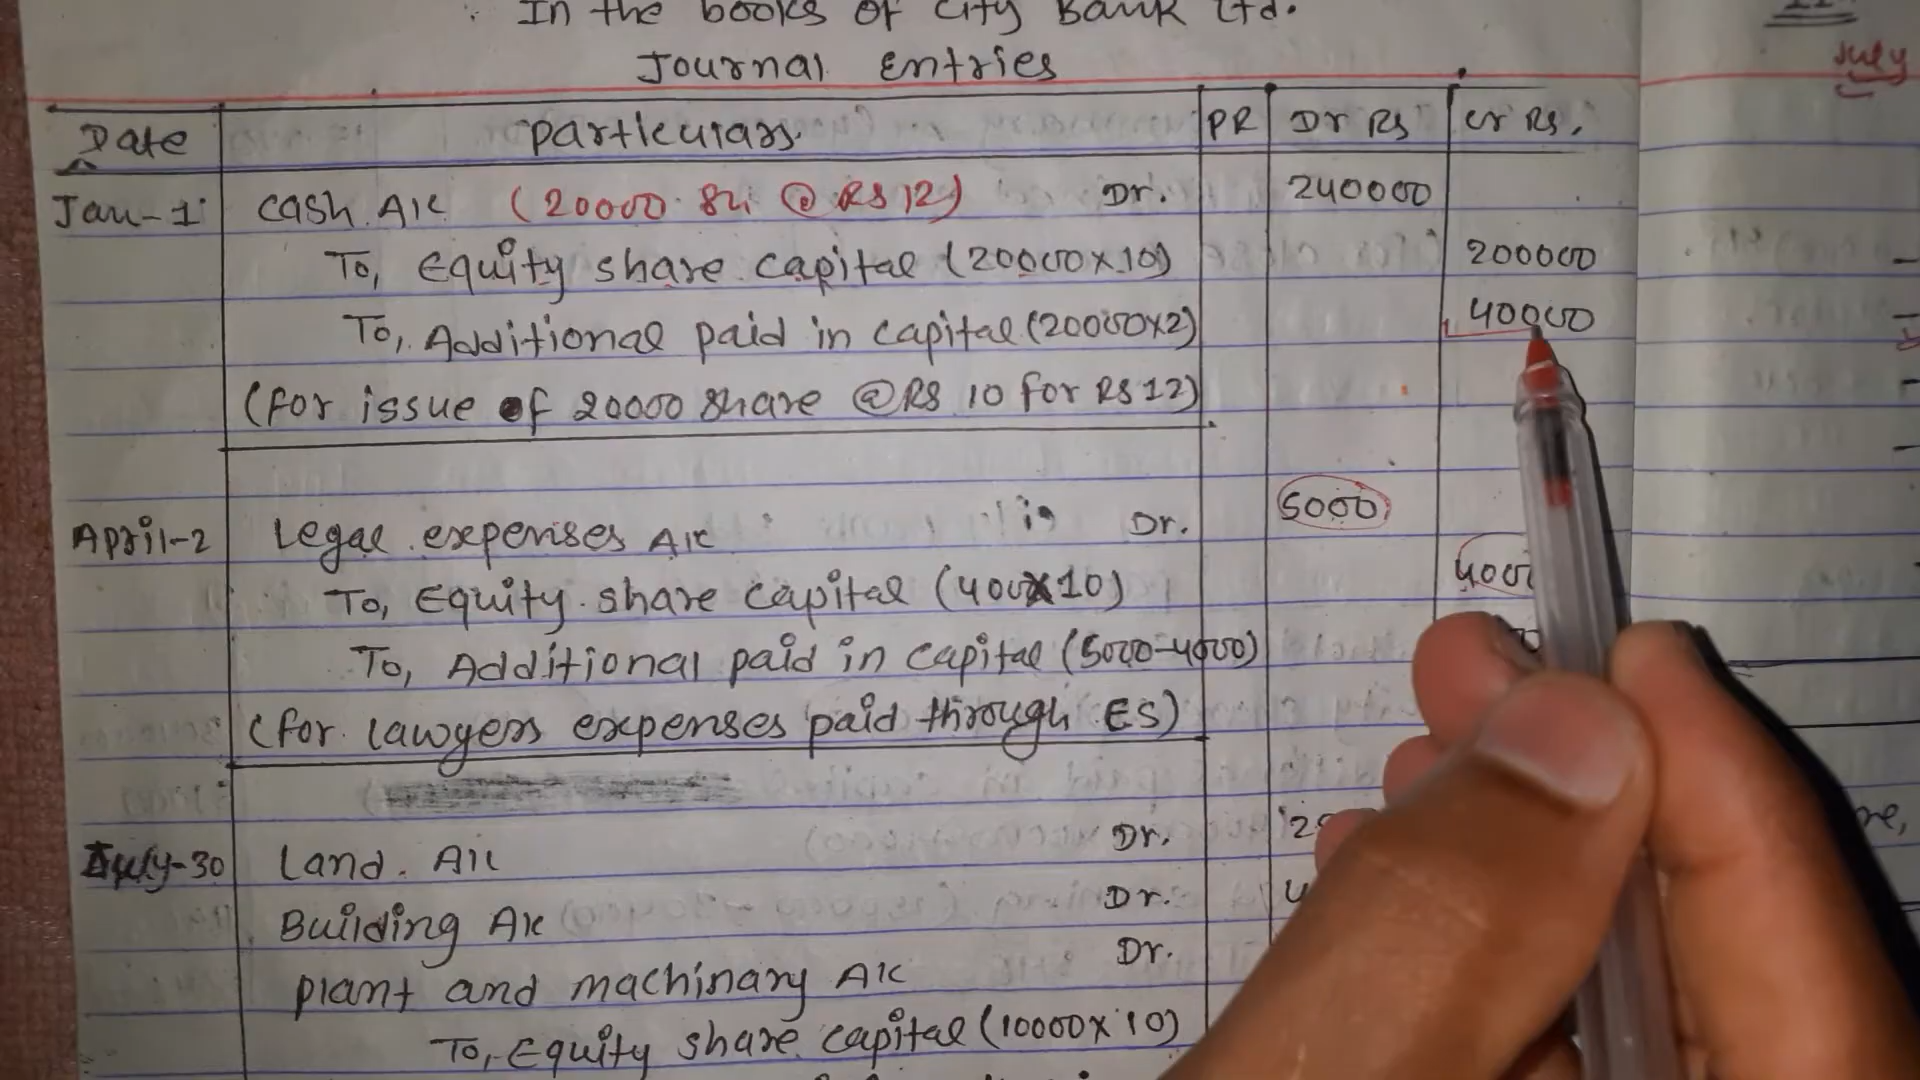 In the books of City Bank Ltd.
Journal Entries
July
Date particulars PR Dr Rs Cr Rs.
Jan-1 Cash A/c (20000 sh @ RS 12) Dr. 240000
To, Equity share capital (20000x10) 200000
To, Additional paid in capital (20000x2) 40000
(for issue of 20000 share @RS 10 for RS 12)
April-2 Legal expenses A/c Dr. 5000
To, Equity share capital (400x10) 400
To, Additional paid in capital (5000-4000)
(for lawyers expenses paid through ES)
July-30 Land A/c Dr.
Building A/c Dr.
plant and machinary A/c Dr.
To, Equity share capital (10000x10)